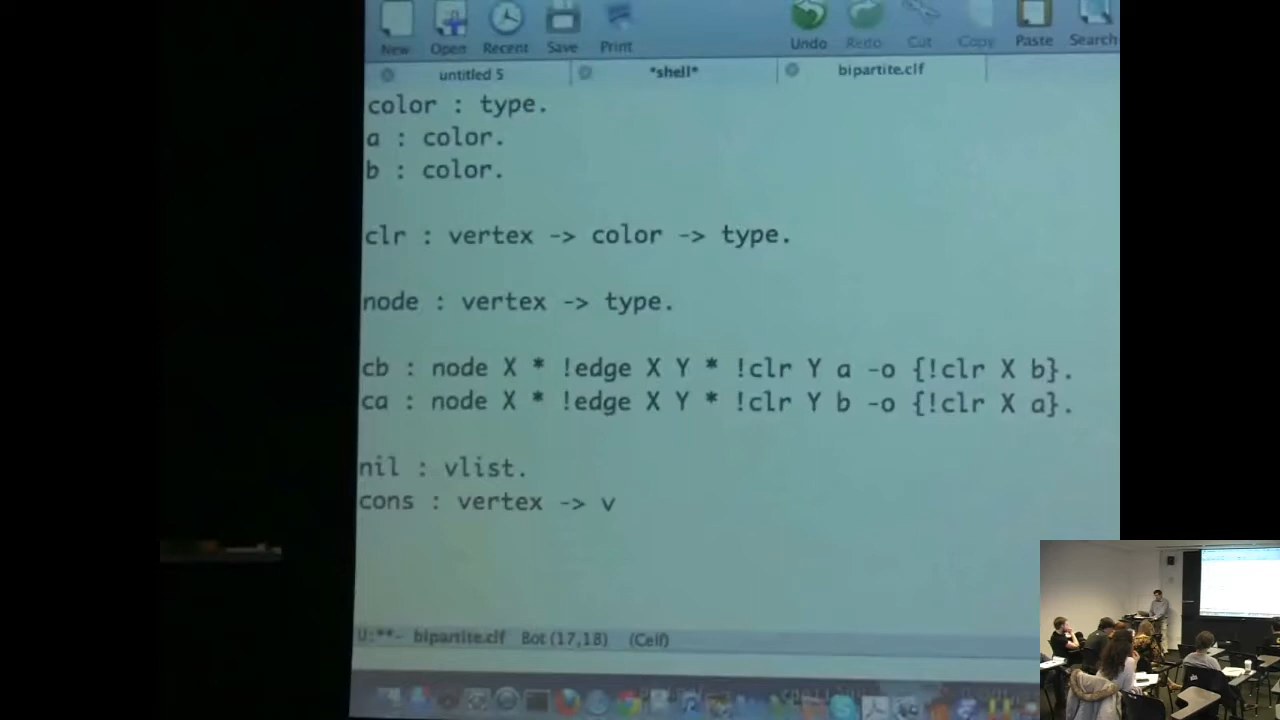 New Open Recent Save Print Undo Redo Cut Copy Paste Search
untitled 5 *shell* bipartite.clf
color : type.
a : color.
b : color.
clr : vertex -> color -> type.
node : vertex -> type.
cb : node X * !edge X Y * !clr Y a -o {!clr X b}.
ca : node X * !edge X Y * !clr Y b -o {!clr X a}.
nil : vlist.
cons : vertex -> v
U:**- bipartite.clf Bot (17,18) (Celf)